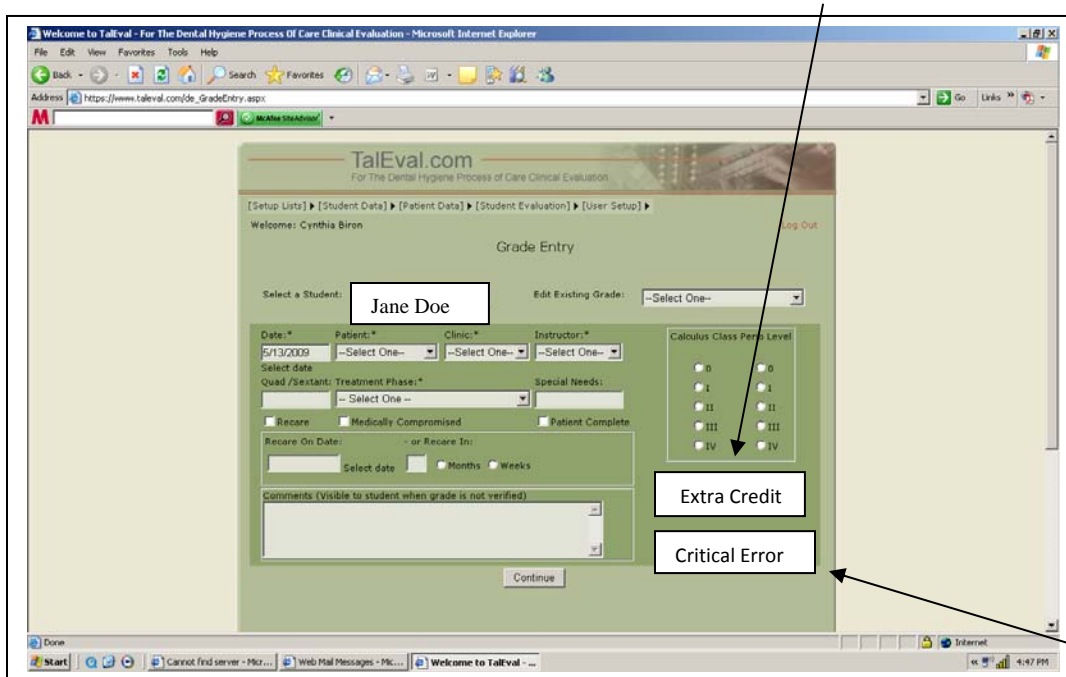 Welcome to TalEval - For The Dental Hygiene Process Of Care Clinical Evaluation - Microsoft Internet Explorer
File Edit View Favorites Tools Help
Back Search Favorites
Address https://www.taleval.com/de_GradeEntry.aspx Go Links »
M McAfee SiteAdvisor
TalEval.com
For The Dental Hygiene Process of Care Clinical Evaluation
[Setup Lists] [Student Data] [Patient Data] [Student Evaluation] [User Setup]
Welcome: Cynthia Biron Log Out
Grade Entry
Select a Student: Jane Doe Edit Existing Grade: --Select One--
Date:* Patient:* Clinic:* Instructor:* Calculus Class Perio Level
5/13/2009 --Select One-- --Select One-- --Select One--
Select date
Quad /Sextant: Treatment Phase:* Special Needs:
-- Select One --
0 0
I I
II II
III III
IV IV
Recare Medically Compromised Patient Complete
Recare On Date: - or Recare In:
Select date Months Weeks
Extra Credit
Comments (Visible to student when grade is not verified)
Critical Error
Continue
Done Internet
Start Cannot find server - Micr... Web Mail Messages - Mic... Welcome to TalEval - ... « 4:47 PM